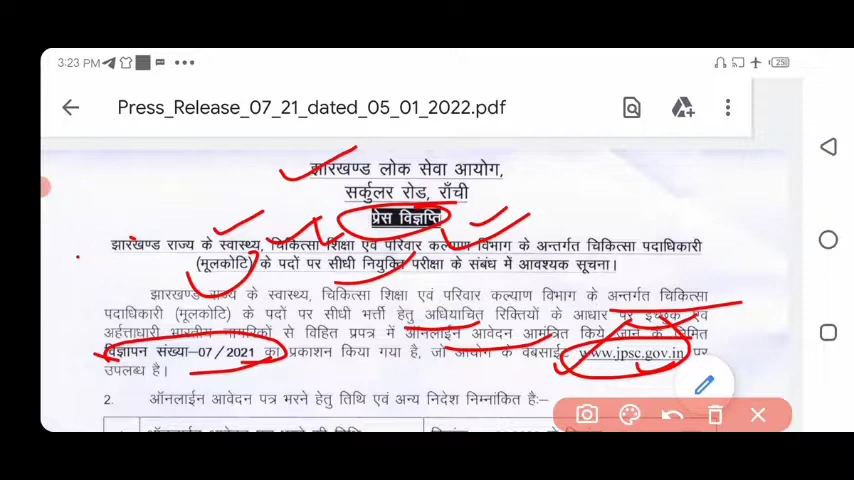 3:23 PM
Press_Release_07_21_dated_05_01_2022.pdf
झारखण्ड लोक सेवा आयोग,
सर्कुलर रोड, राँची
प्रेस विज्ञप्ति
झारखण्ड राज्य के स्वास्थ्य, चिकित्सा शिक्षा एवं परिवार कल्याण विभाग के अन्तर्गत चिकित्सा पदाधिकारी
(मूलकोटि) के पदों पर सीधी नियुक्ति परीक्षा के संबंध में आवश्यक सूचना।
झारखण्ड राज्य के स्वास्थ्य, चिकित्सा शिक्षा एवं परिवार कल्याण विभाग के अन्तर्गत चिकित्सा
पदाधिकारी (मूलकोटि) के पदों पर सीधी भर्ती हेतु अधियाचित रिक्तियों के आधार पर इच्छुक एवं
अर्हत्ताधारी भारतीय नागरिकों से विहित प्रपत्र में ऑनलाईन आवेदन आमंत्रित किये जाने के निमित
विज्ञापन संख्या-07/2021 का प्रकाशन किया गया है, जो आयोग के वेबसाईट www.jpsc.gov.in पर
उपलब्ध है।
2. ऑनलाईन आवेदन पत्र भरने हेतु तिथि एवं अन्य निदेश निम्नांकित है:-